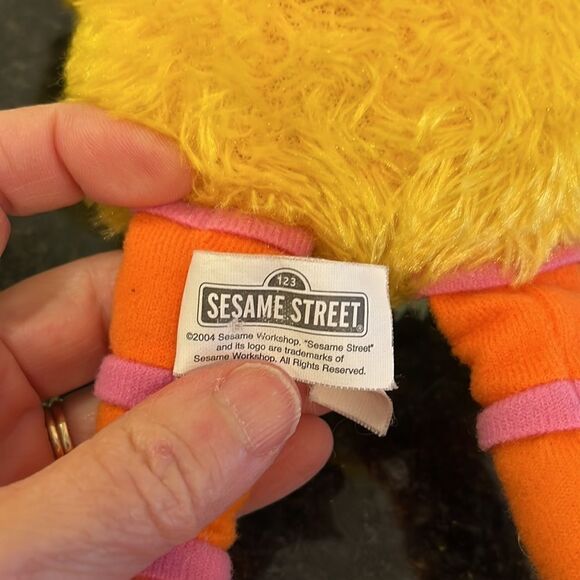 123
SESAME STREET
©2004 Sesame Workshop. "Sesame Street"
and its logo are trademarks of
Sesame Workshop. All Rights Reserved.